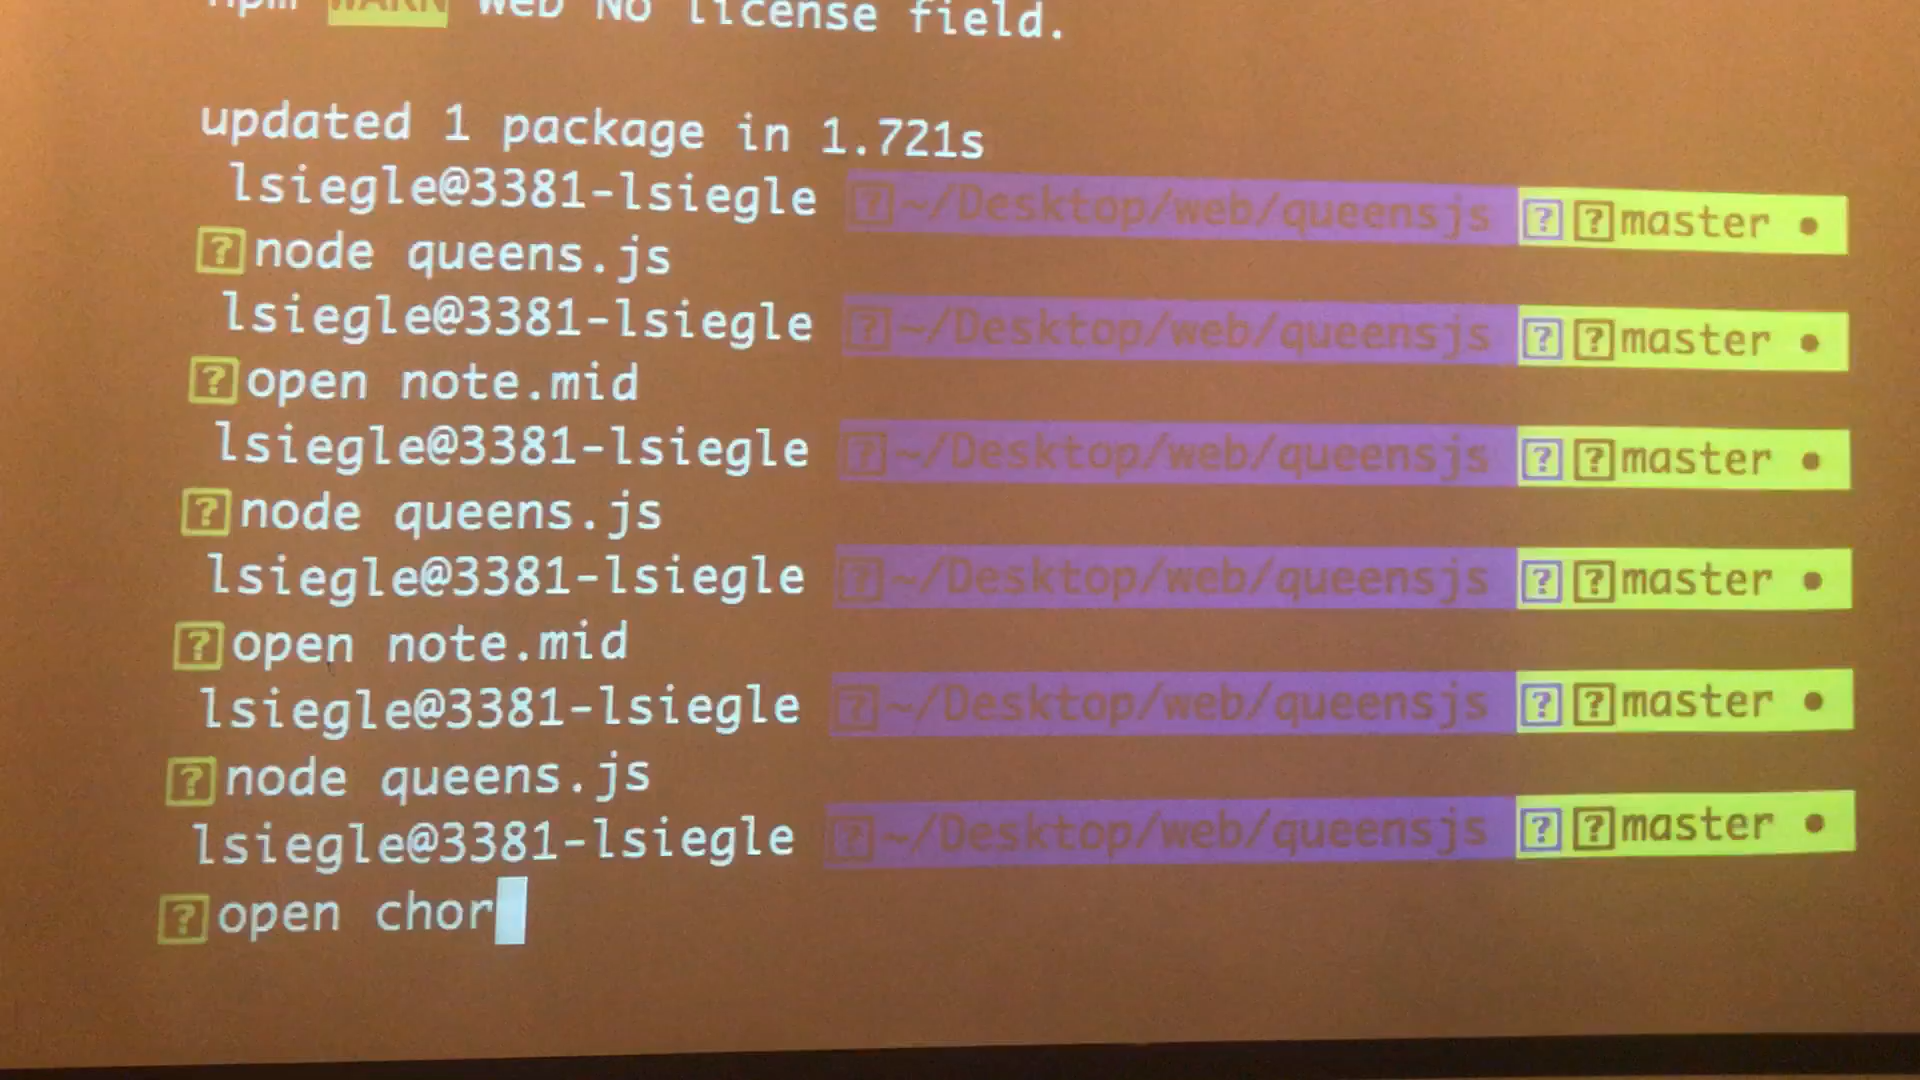 npm WARN web No license field.
updated 1 package in 1.721s
lsiegle@3381-lsiegle ?~/Desktop/web/queensjs ? ?master •
?node queens.js
lsiegle@3381-lsiegle ?~/Desktop/web/queensjs ? ?master •
?open note.mid
lsiegle@3381-lsiegle ?~/Desktop/web/queensjs ? ?master •
?node queens.js
lsiegle@3381-lsiegle ?~/Desktop/web/queensjs ? ?master •
?open note.mid
lsiegle@3381-lsiegle ?~/Desktop/web/queensjs ? ?master •
?node queens.js
lsiegle@3381-lsiegle ?~/Desktop/web/queensjs ? ?master •
?open chor